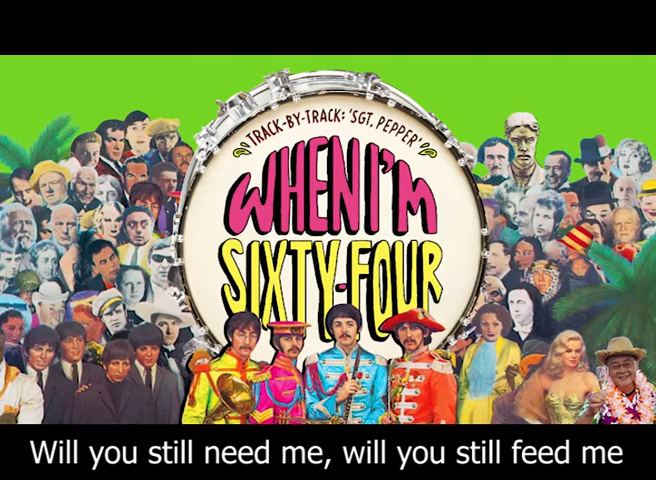 TRACK-BY-TRACK: 'SGT. PEPPER'
WHEN I'M
SIXTY-FOUR
Will you still need me, will you still feed me